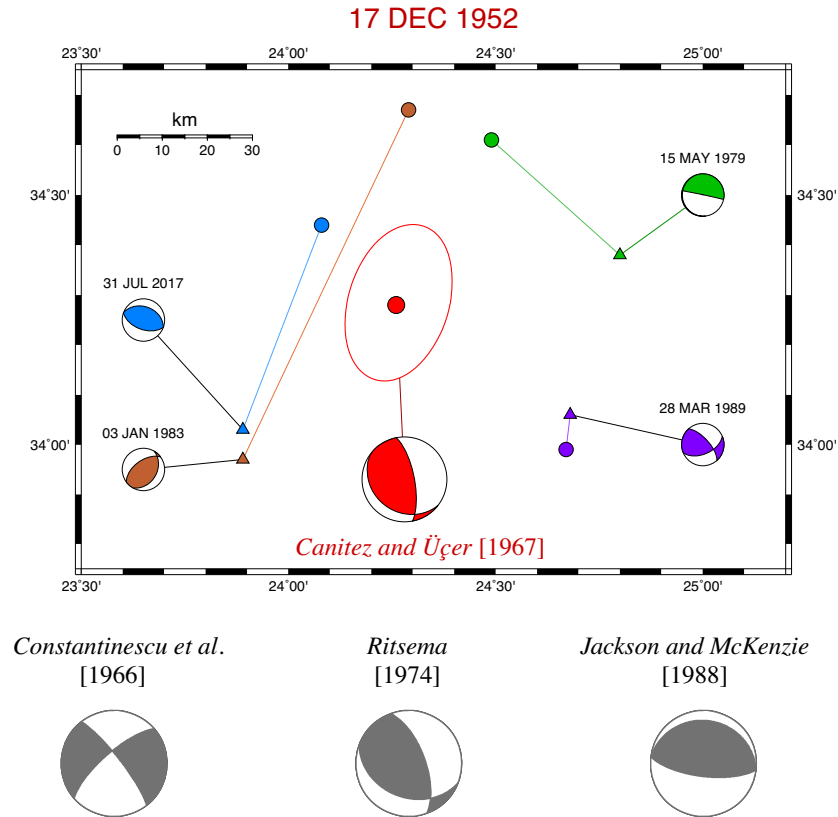 17 DEC 1952
23˚30' 24˚00' 24˚30' 25˚00'
km
0 10 20 30
15 MAY 1979
34˚30' 34˚30'
31 JUL 2017
28 MAR 1989
03 JAN 1983
34˚00' 34˚00'
Canitez and Üçer [1967]
23˚30' 24˚00' 24˚30' 25˚00'
Constantinescu et al. Ritsema Jackson and McKenzie
[1966] [1974] [1988]